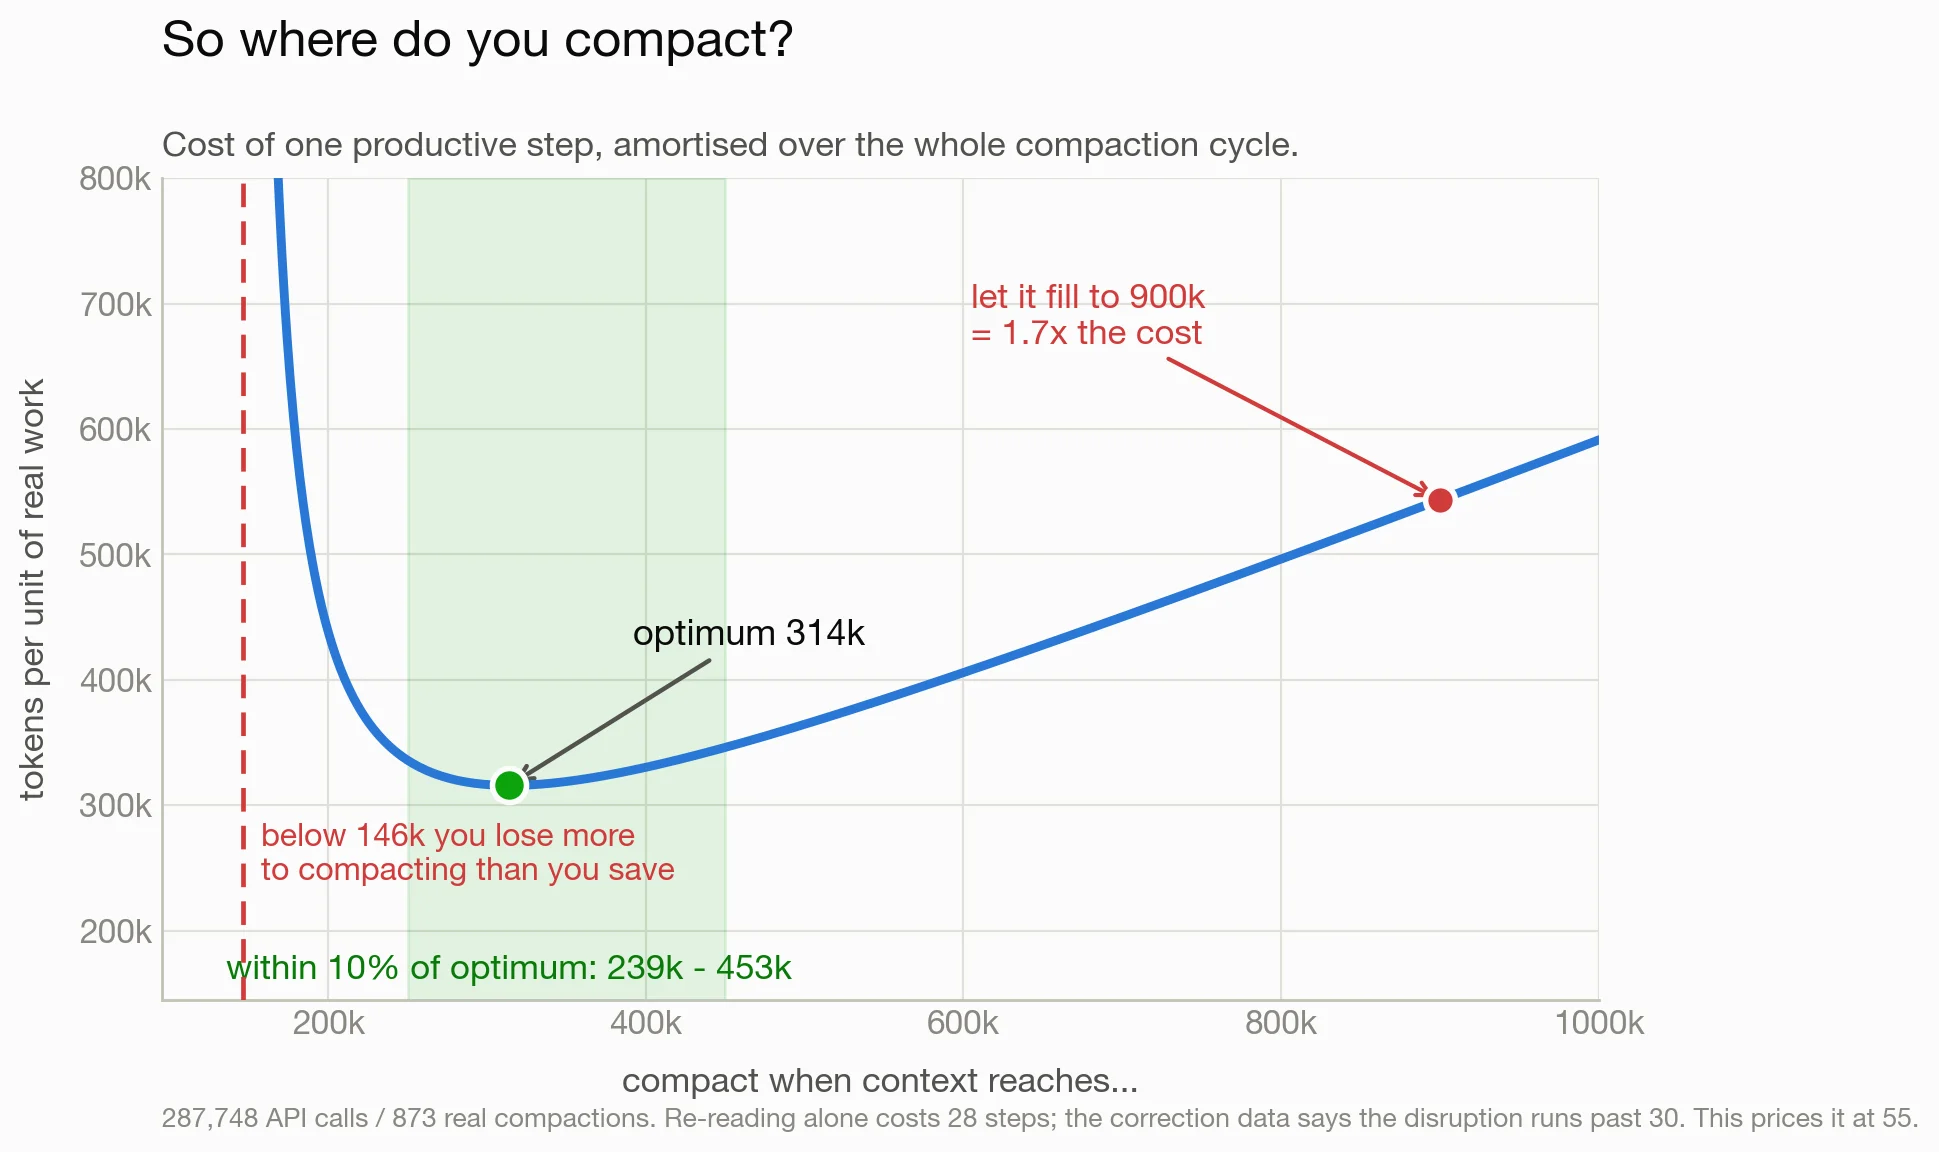 So where do you compact?
Cost of one productive step, amortised over the whole compaction cycle.
tokens per unit of real work
800k
700k
600k
500k
400k
300k
200k
let it fill to 900k
= 1.7x the cost
optimum 314k
below 146k you lose more
to compacting than you save
within 10% of optimum: 239k - 453k
200k
400k
600k
800k
1000k
compact when context reaches...
287,748 API calls / 873 real compactions. Re-reading alone costs 28 steps; the correction data says the disruption runs past 30. This prices it at 55.